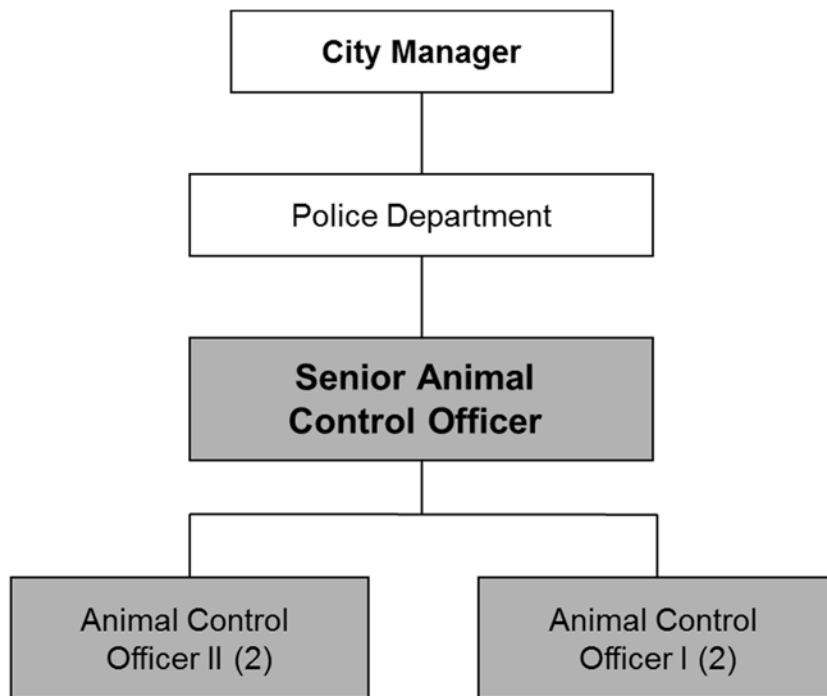 City Manager
Police Department
Senior Animal
Control Officer
Animal Control
Officer II (2)
Animal Control
Officer I (2)